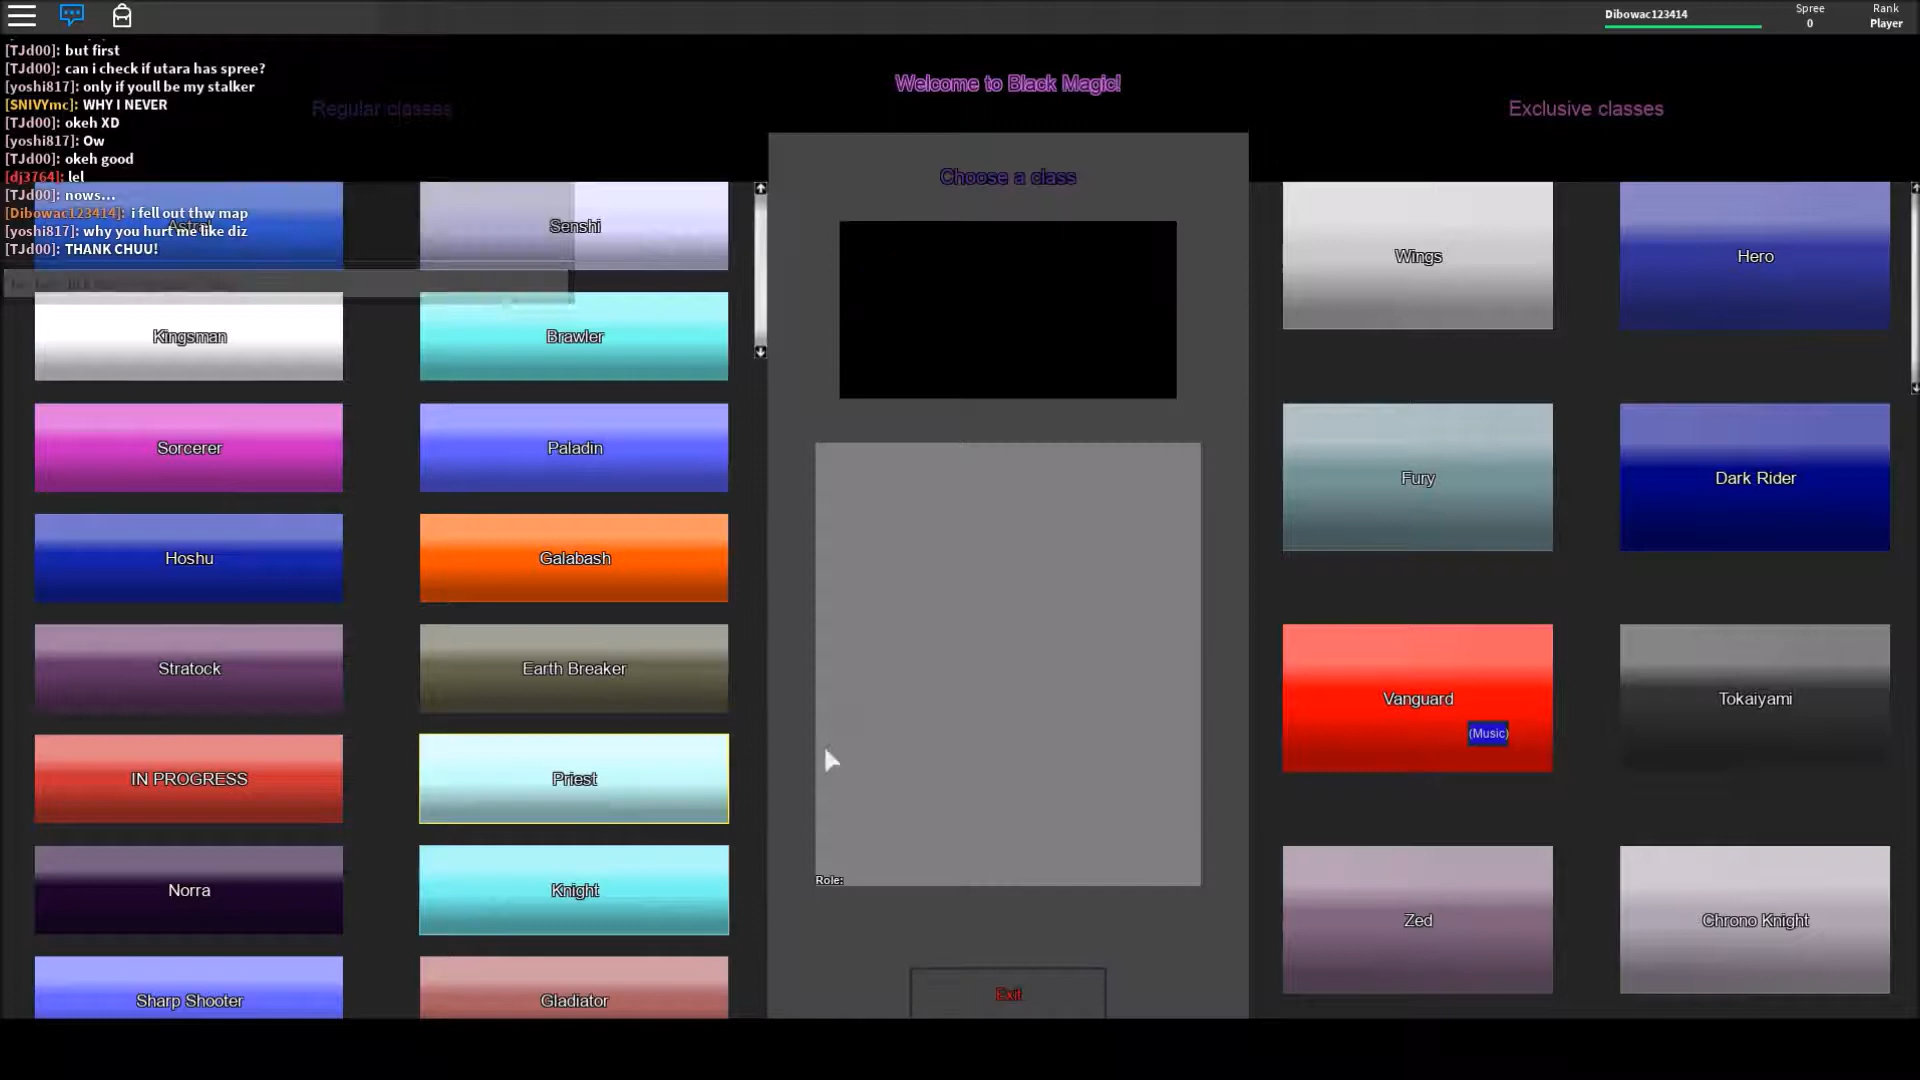 Dibowac123414
Spree
0
Rank
Player
[TJd00]: but first
[TJd00]: can i check if utara has spree?
[yoshi817]: only if youll be my stalker
[SNIVYmc]: WHY I NEVER
[TJd00]: okeh XD
[yoshi817]: Ow
[TJd00]: okeh good
[dj3764]: lel
[TJd00]: nows...
[Dibowac123414]: i fell out thw map
[yoshi817]: why you hurt me like diz
[TJd00]: THANK CHUU!
Regular classes
Astral
Senshi
Kingsman
Brawler
Sorcerer
Paladin
Hoshu
Galabash
Stratock
Earth Breaker
IN PROGRESS
Priest
Norra
Knight
Sharp Shooter
Gladiator
Welcome to Black Magic!
Choose a class
Role:
Exit
Exclusive classes
Wings
Hero
Fury
Dark Rider
Vanguard
(Music)
Tokaiyami
Zed
Chrono Knight